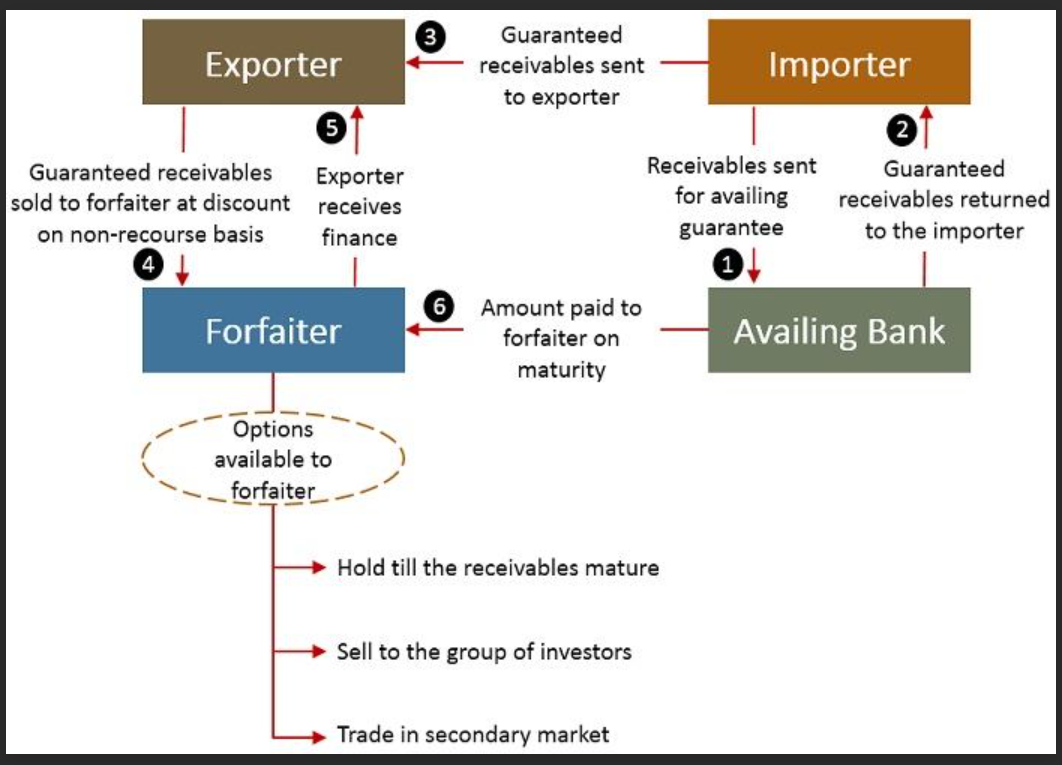 Exporter
3
Guaranteed
receivables sent
to exporter
Importer
5
2
Guaranteed receivables
sold to forfaiter at discount
on non-recourse basis
4
Exporter
receives
finance
Receivables sent
for availing
guarantee
1
Guaranteed
receivables returned
to the importer
Forfaiter
6
Amount paid to
forfaiter on
maturity
Availing Bank
Options
available to
forfaiter
Hold till the receivables mature
Sell to the group of investors
Trade in secondary market